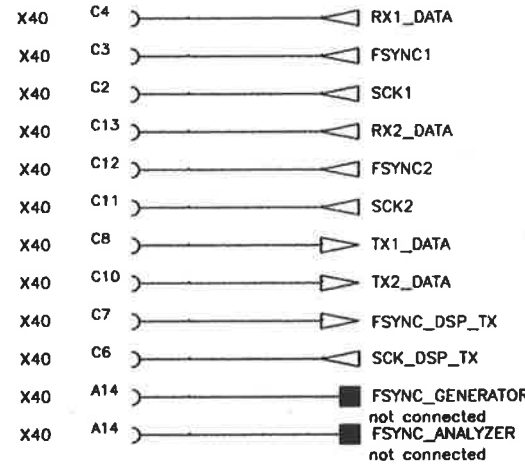 X40 C4 RX1_DATA
X40 C3 FSYNC1
X40 C2 SCK1
X40 C13 RX2_DATA
X40 C12 FSYNC2
X40 C11 SCK2
X40 C8 TX1_DATA
X40 C10 TX2_DATA
X40 C7 FSYNC_DSP_TX
X40 C6 SCK_DSP_TX
X40 A14 FSYNC_GENERATOR
not connected
X40 A14 FSYNC_ANALYZER
not connected